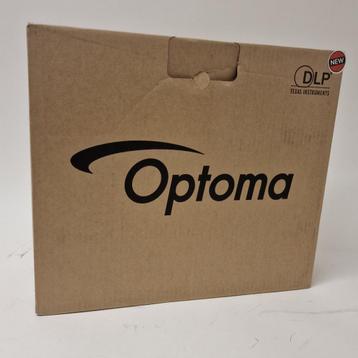 NEW
DLP
TEXAS INSTRUMENTS
Optoma